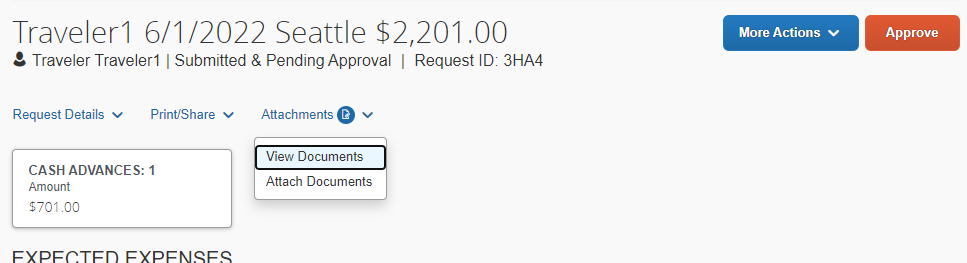 Traveler1 6/1/2022 Seattle $2,201.00
More Actions
Approve
Traveler Traveler1 | Submitted & Pending Approval | Request ID: 3HA4
Request Details
Print/Share
Attachments
View Documents
Attach Documents
CASH ADVANCES: 1
Amount
$701.00
EXPECTED EXPENSES